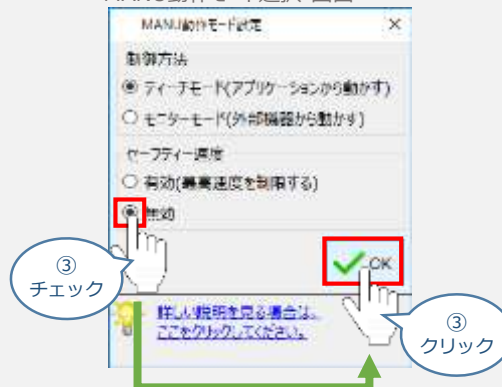 MANU動作モード選択 画面
MANU動作モード設定
制御方法
ティーチモード(アプリケーションから動かす)
モニターモード(外部機器から動かす)
セーフティー速度
有効(最高速度を制限する)
無効
OK
③
チェック
詳しい説明を見る場合は、
ここをクリックしてください。
③
クリック